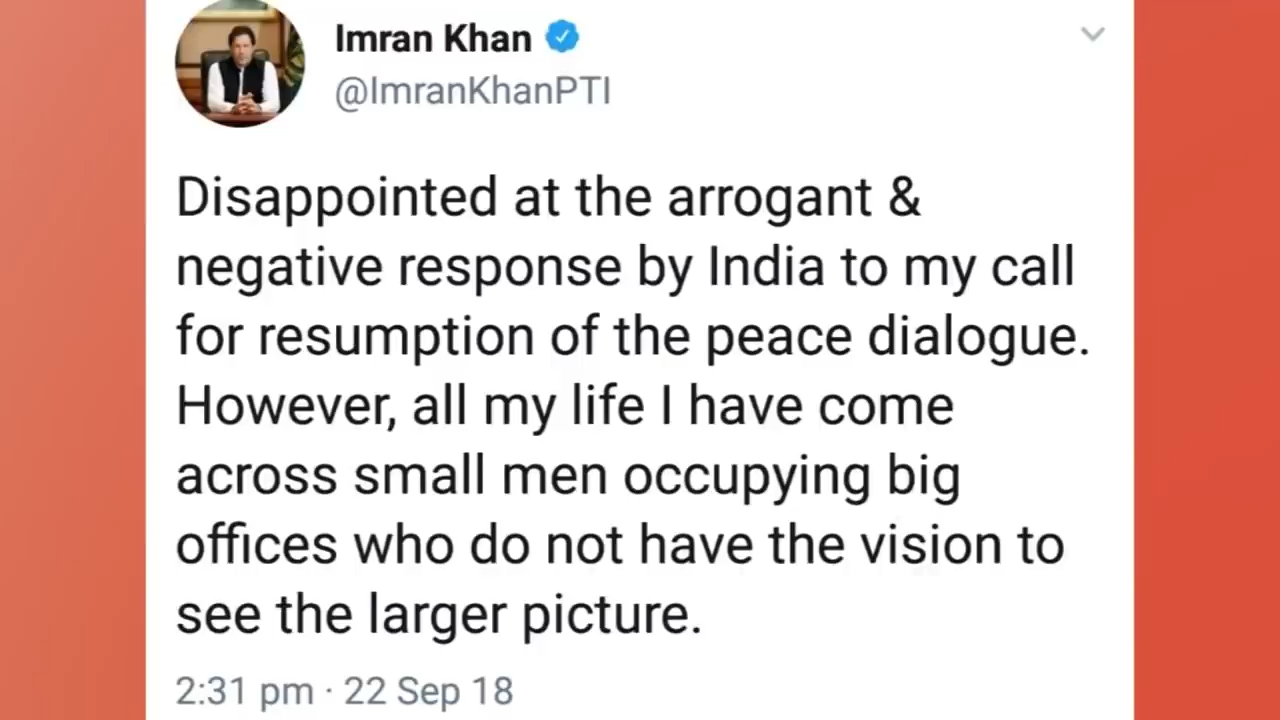 Imran Khan
@ImranKhanPTI
Disappointed at the arrogant &
negative response by India to my call
for resumption of the peace dialogue.
However, all my life I have come
across small men occupying big
offices who do not have the vision to
see the larger picture.
2:31 pm · 22 Sep 18